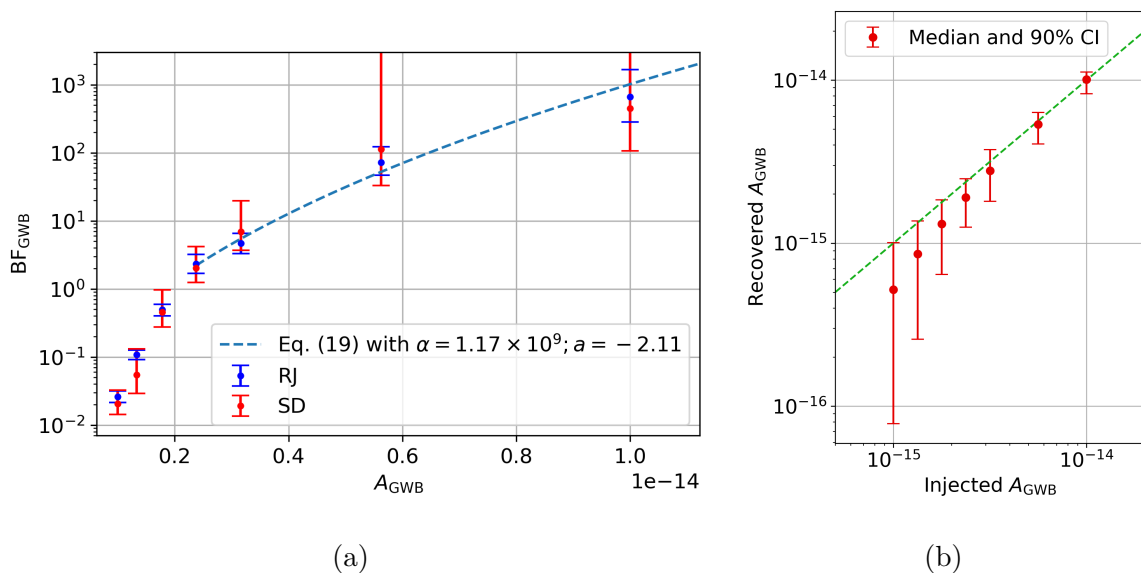 10³
10²
10¹
10⁰
10⁻¹
10⁻²
BF_GWB
Eq. (19) with α = 1.17 × 10⁹; a = −2.11
RJ
SD
0.2
0.4
0.6
0.8
1.0
1e−14
A_GWB
(a)
Median and 90% CI
10⁻¹⁴
10⁻¹⁵
10⁻¹⁶
Recovered A_GWB
10⁻¹⁵
10⁻¹⁴
Injected A_GWB
(b)